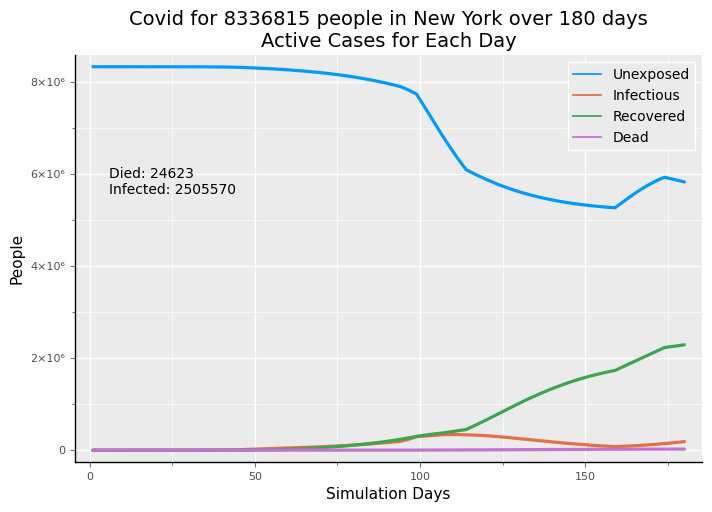 Covid for 8336815 people in New York over 180 days
Active Cases for Each Day
Unexposed
Infectious
Recovered
Dead
Died: 24623
Infected: 2505570
8×10⁶
6×10⁶
4×10⁶
2×10⁶
0
People
0 50 100 150
Simulation Days